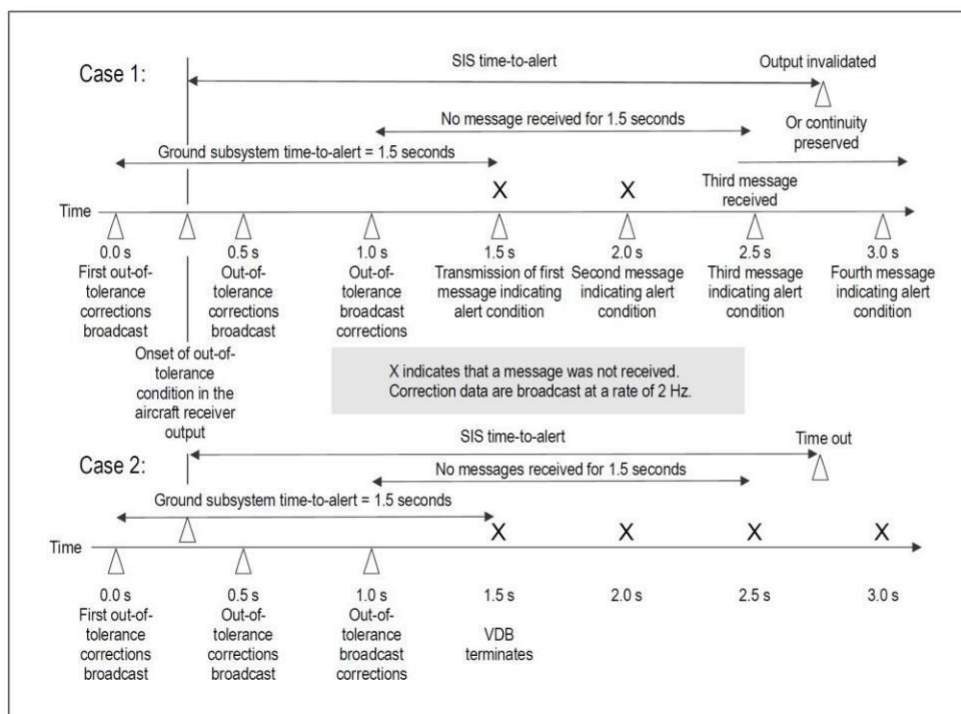 Case 1:
SIS time-to-alert
Output invalidated
No message received for 1.5 seconds
Or continuity
preserved
Ground subsystem time-to-alert = 1.5 seconds
X
X
Third message
received
Time
0.0 s
First out-of-
tolerance
corrections
broadcast
0.5 s
Out-of-
tolerance
corrections
broadcast
1.0 s
Out-of-
tolerance
broadcast
corrections
1.5 s
Transmission of first
message indicating
alert condition
2.0 s
Second message
indicating alert
condition
2.5 s
Third message
indicating alert
condition
3.0 s
Fourth message
indicating alert
condition
Onset of out-of-
tolerance
condition in the
aircraft receiver
output
X indicates that a message was not received.
Correction data are broadcast at a rate of 2 Hz.
Case 2:
SIS time-to-alert
Time out
No messages received for 1.5 seconds
Ground subsystem time-to-alert = 1.5 seconds
X
X
X
X
Time
0.0 s
First out-of-
tolerance
corrections
broadcast
0.5 s
Out-of-
tolerance
corrections
broadcast
1.0 s
Out-of-
tolerance
broadcast
corrections
1.5 s
VDB
terminates
2.0 s
2.5 s
3.0 s